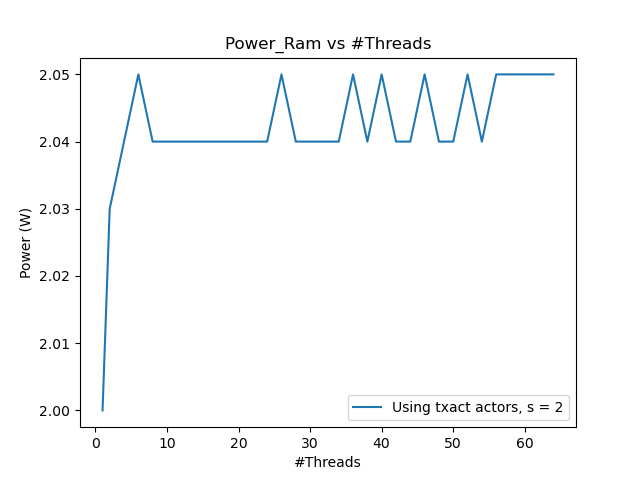 Power_Ram vs #Threads
Power (W)
2.05
2.04
2.03
2.02
2.01
2.00
0 10 20 30 40 50 60
#Threads
Using txact actors, s = 2